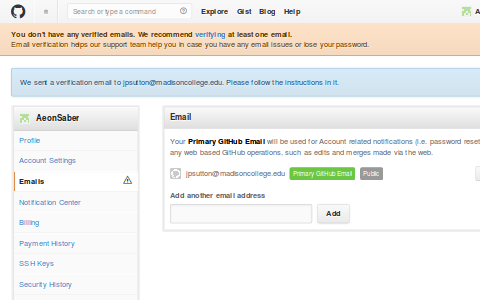 Search or type a command
Explore Gist Blog Help
You don't have any verified emails. We recommend verifying at least one email.
Email verification helps our support team help you in case you have any email issues or lose your password.
We sent a verification email to jpsutton@madisoncollege.edu. Please follow the instructions in it.
AeonSaber
Profile
Account Settings
Emails
Notification Center
Billing
Payment History
SSH Keys
Security History
Email
Your Primary GitHub Email will be used for Account related notifications (i.e. password reset
any web based GitHub operations, such as edits and merges made via the web.
jpsutton@madisoncollege.edu Primary GitHub Email Public
Add another email address
Add